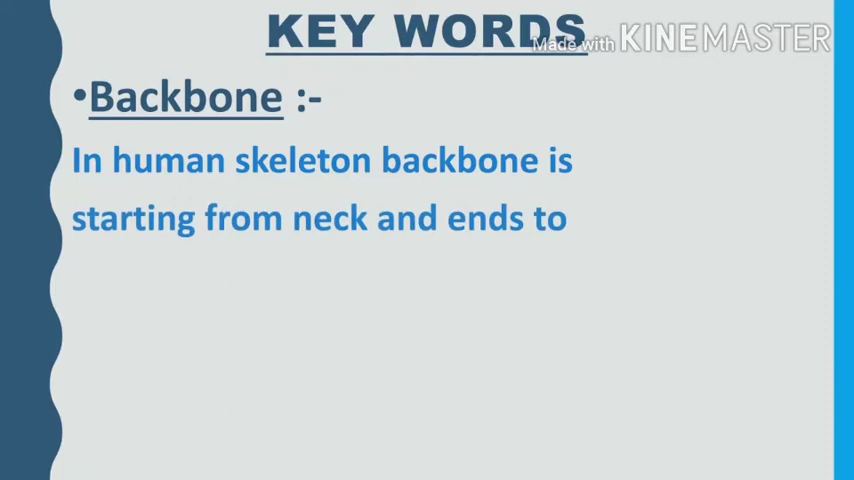 KEY WORDS
Made with KINEMASTER
•Backbone :-
In human skeleton backbone is
starting from neck and ends to